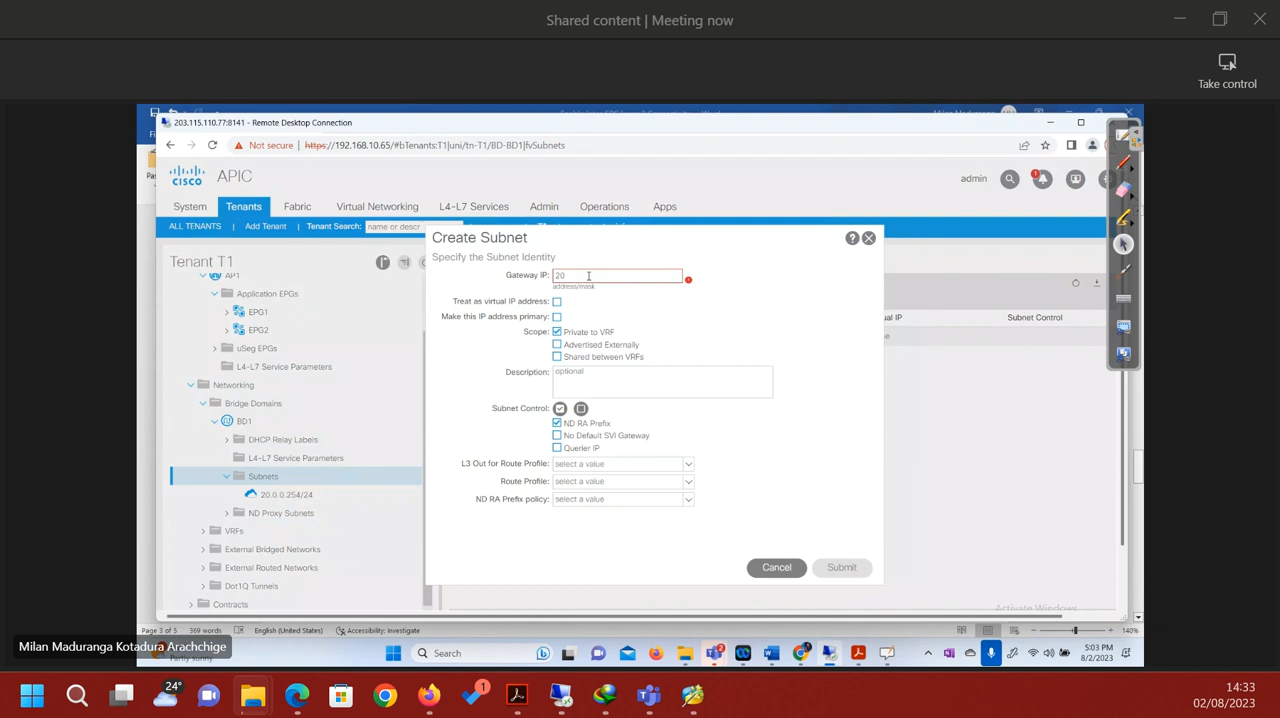 Shared content | Meeting now
Take control
203.115.110.77:8141 - Remote Desktop Connection
Not secure | https://192.168.10.65/#bTenants:T1|uni/tn-T1/BD-BD1|fvSubnets
CISCO APIC
admin
1
System Tenants Fabric Virtual Networking L4-L7 Services Admin Operations Apps
ALL TENANTS | Add Tenant | Tenant Search: name or descr
Tenant T1
AP1
Application EPGs
EPG1
EPG2
uSeg EPGs
L4-L7 Service Parameters
Networking
Bridge Domains
BD1
DHCP Relay Labels
L4-L7 Service Parameters
Subnets
20.0.0.254/24
ND Proxy Subnets
VRFs
External Bridged Networks
External Routed Networks
Dot1Q Tunnels
Contracts
Create Subnet
Specify the Subnet Identity
Gateway IP: 20
address/mask
Treat as virtual IP address:
Make this IP address primary:
Scope: Private to VRF
Advertised Externally
Shared between VRFs
Description: optional
Subnet Control:
ND RA Prefix
No Default SVI Gateway
Querier IP
L3 Out for Route Profile: select a value
Route Profile: select a value
ND RA Prefix policy: select a value
Cancel Submit
ual IP Subnet Control
Activate Windows
Page 3 of 5 369 words English (United States) Accessibility: Investigate 140%
Milan Maduranga Kotadura Arachchige
Partly sunny
Search
2
5:03 PM
8/2/2023
24°
1
14:33
02/08/2023